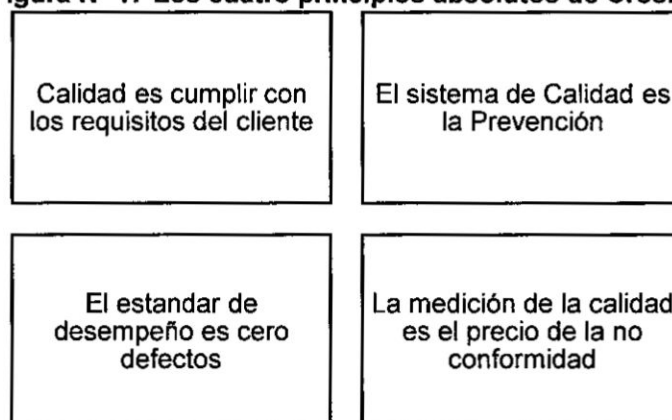 Los cuatro principios absolutos de
Calidad es cumplir con
los requisitos del cliente
El sistema de Calidad es
la Prevención
El estandar de
desempeño es cero
defectos
La medición de la calidad
es el precio de la no
conformidad